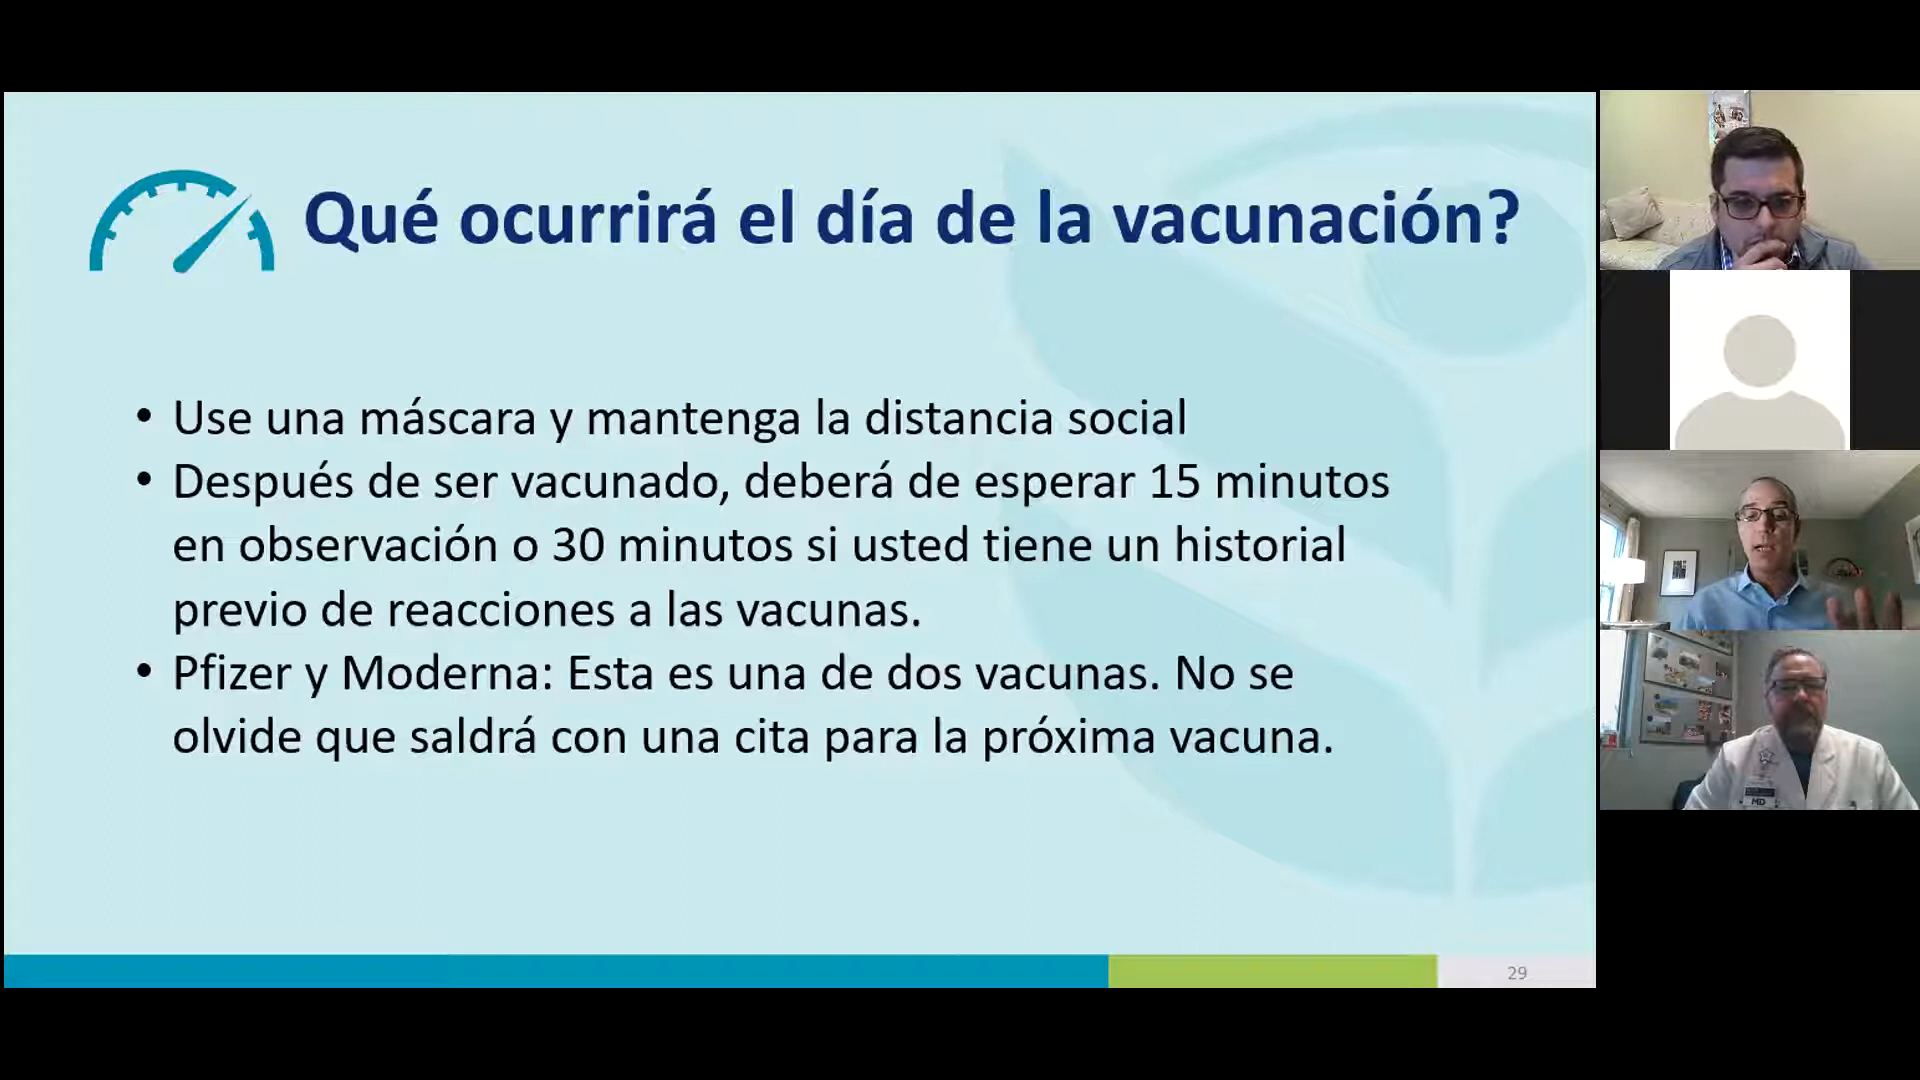 Qué ocurrirá el día de la vacunación?
• Use una máscara y mantenga la distancia social
• Después de ser vacunado, deberá de esperar 15 minutos
en observación o 30 minutos si usted tiene un historial
previo de reacciones a las vacunas.
• Pfizer y Moderna: Esta es una de dos vacunas. No se
olvide que saldrá con una cita para la próxima vacuna.
29
MD